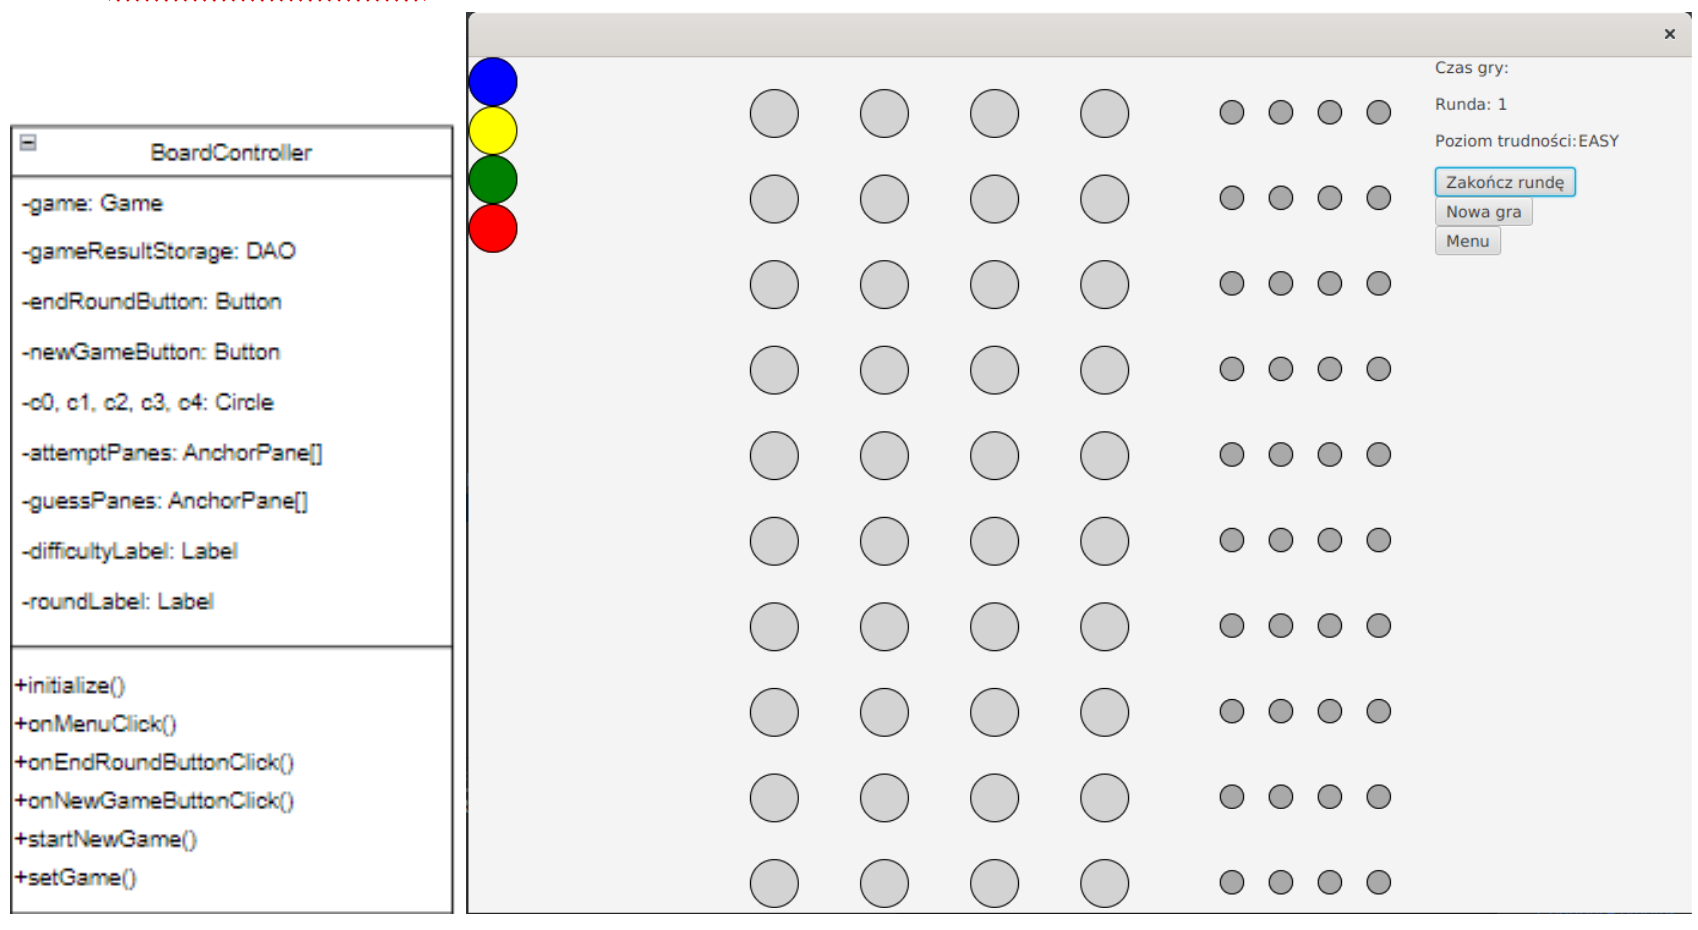 BoardController
-game: Game
-gameResultStorage: DAO
-endRoundButton: Button
-newGameButton: Button
-c0, c1, c2, c3, c4: Circle
-attemptPanes: AnchorPane[]
-guessPanes: AnchorPane[]
-difficultyLabel: Label
-roundLabel: Label
+initialize()
+onMenuClick()
+onEndRoundButtonClick()
+onNewGameButtonClick()
+startNewGame()
+setGame()
Czas gry:
Runda: 1
Poziom trudności:EASY
Zakończ rundę
Nowa gra
Menu